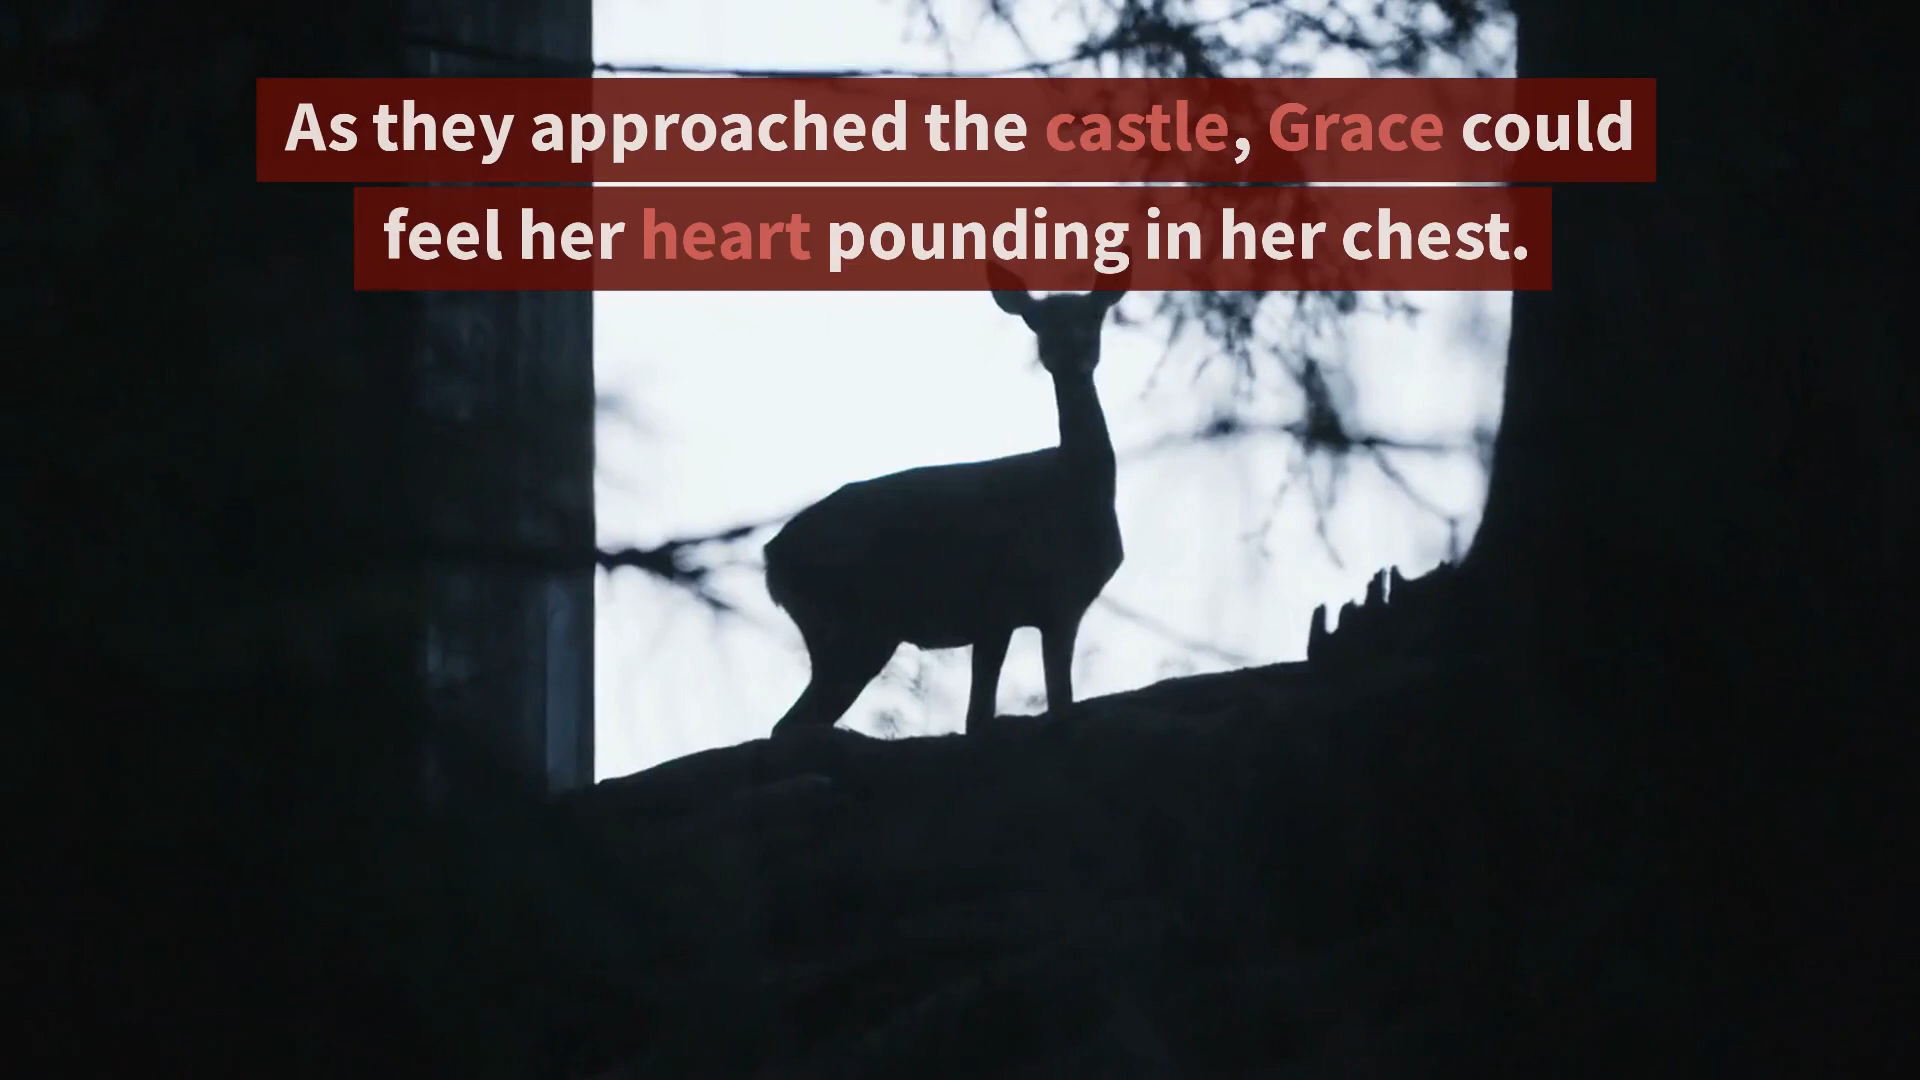 As they approached the castle, Grace could
feel her heart pounding in her chest.